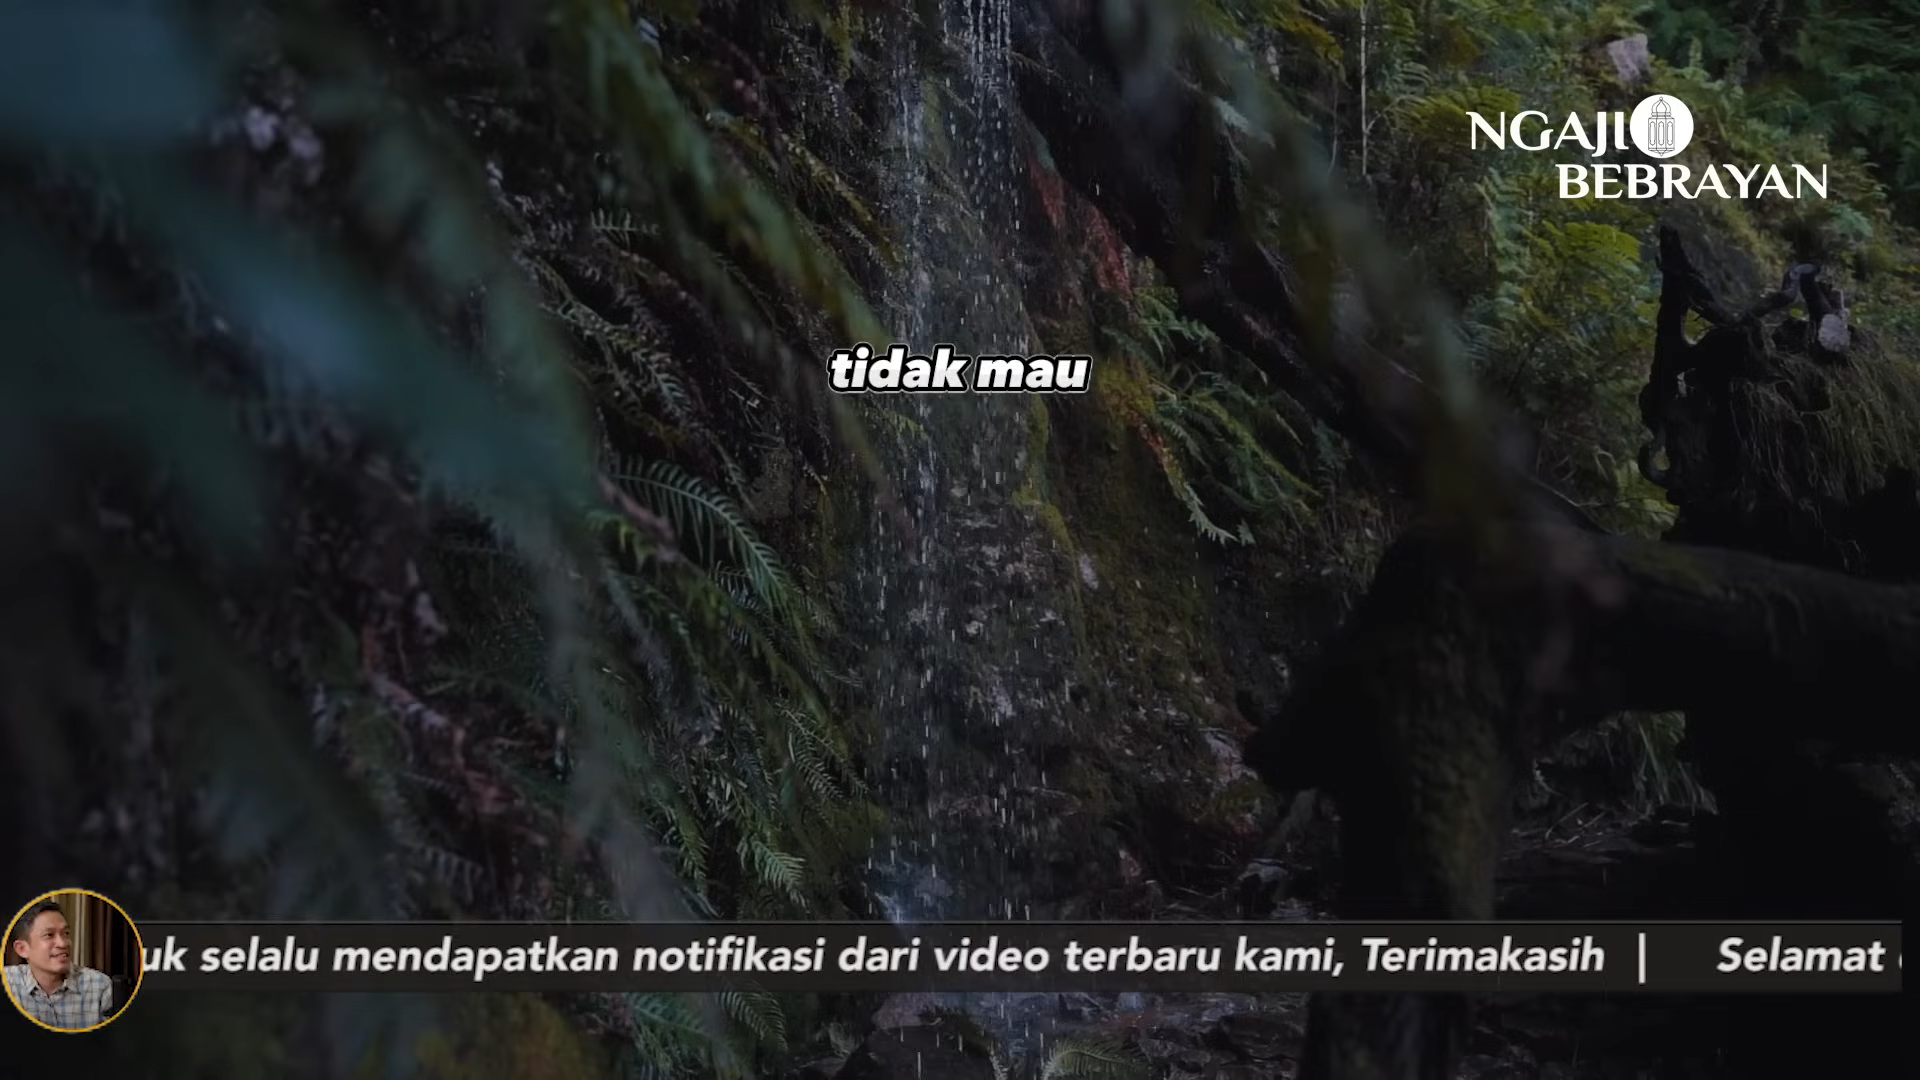 NGAJI
BEBRAYAN
tidak mau
uk selalu mendapatkan notifikasi dari video terbaru kami, Terimakasih | Selamat